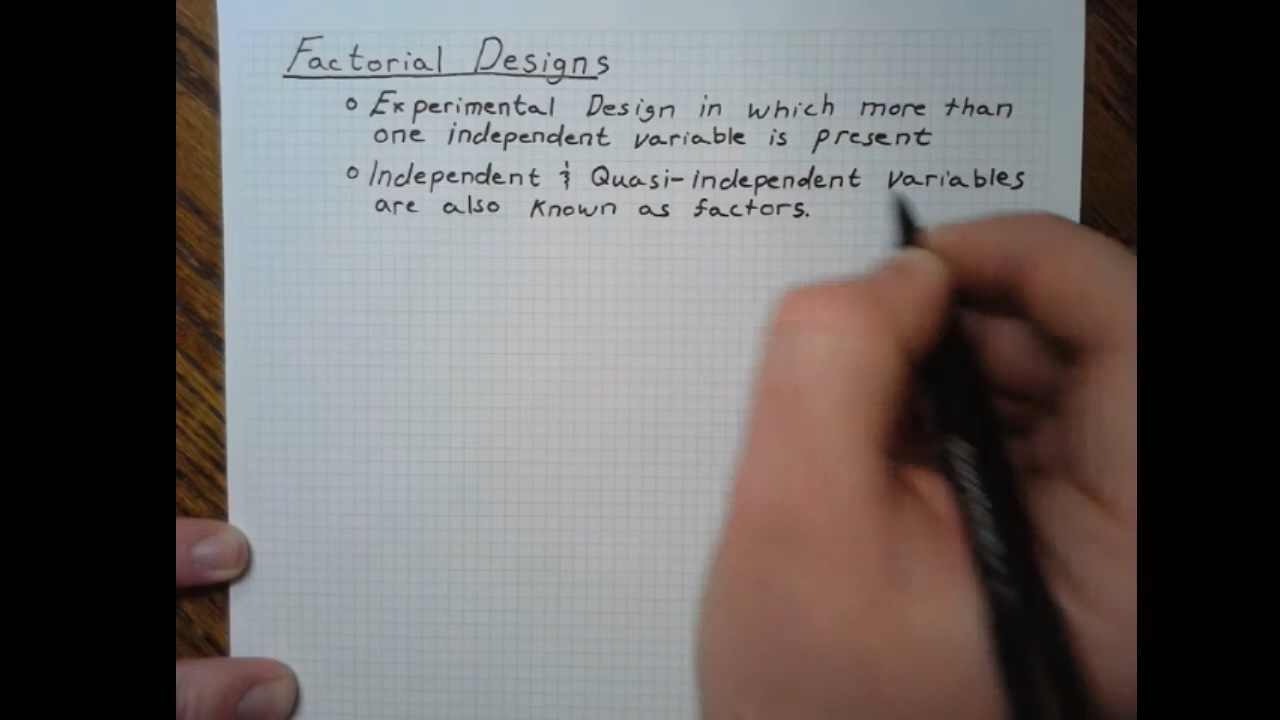 Factorial Designs
o Experimental Design in which more than
one independent variable is present
o Independent & Quasi-independent variables
are also known as factors.